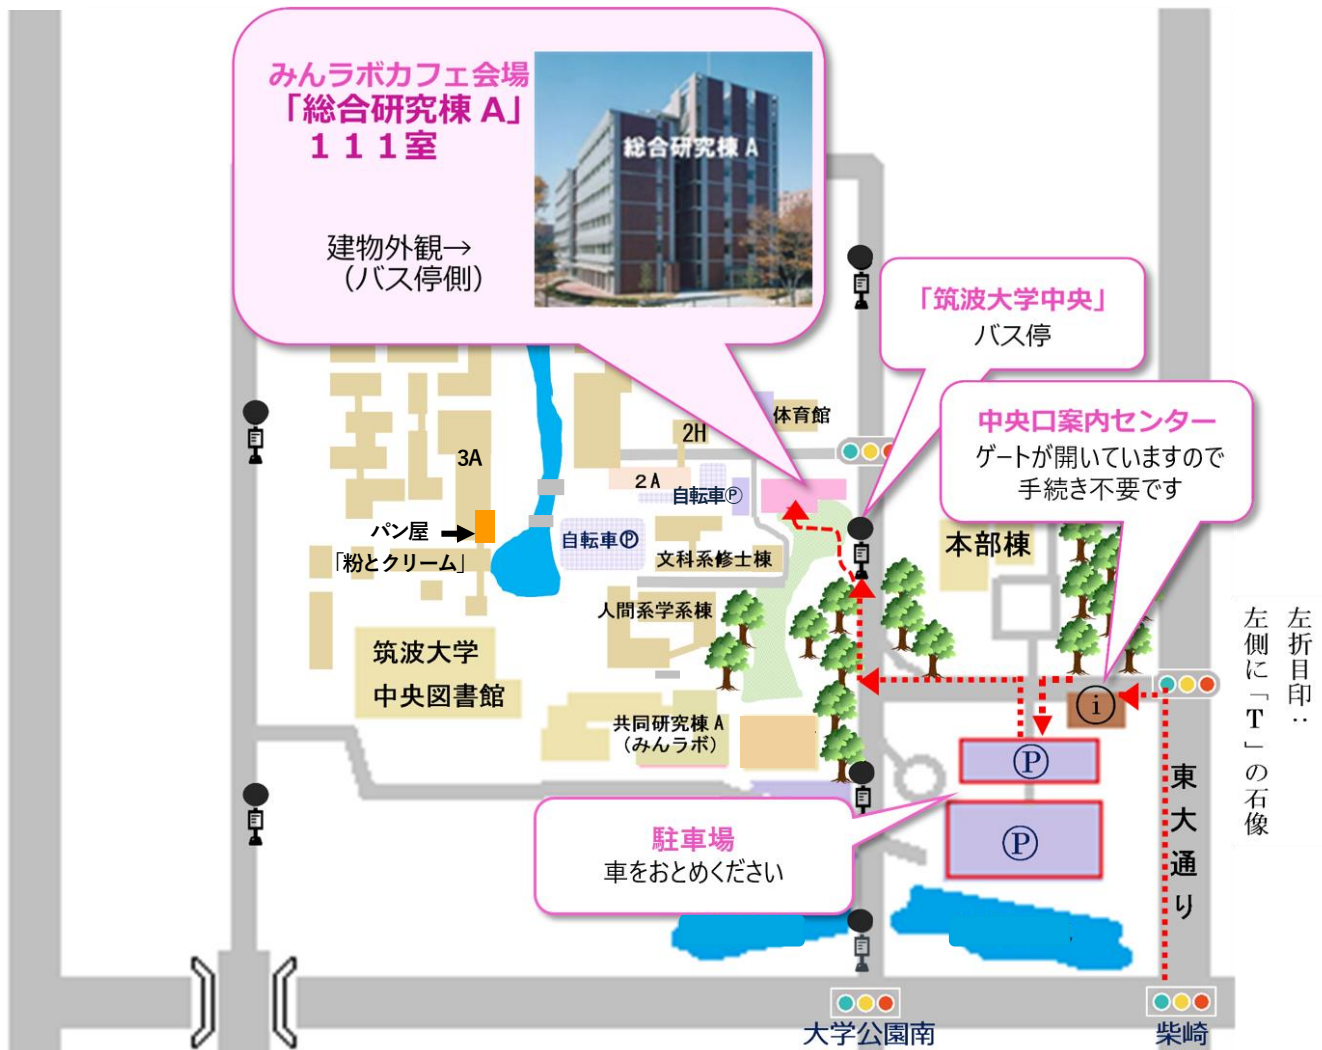 みんラボカフェ会場
「総合研究棟 A」
１１１室
建物外観→
（バス停側）
総合研究棟 A
「筑波大学中央」
バス停
中央口案内センター
ゲートが開いていますので
手続き不要です
体育館
2H
3A
2A
自転車Ⓟ
パン屋
「粉とクリーム」
自転車Ⓟ
文科系修士棟
本部棟
人間系学系棟
筑波大学
中央図書館
共同研究棟 A
（みんラボ）
i
Ⓟ
Ⓟ
駐車場
車をおとめください
東大通り
左折目印：
左側に「T」の石像
大学公園南
柴崎